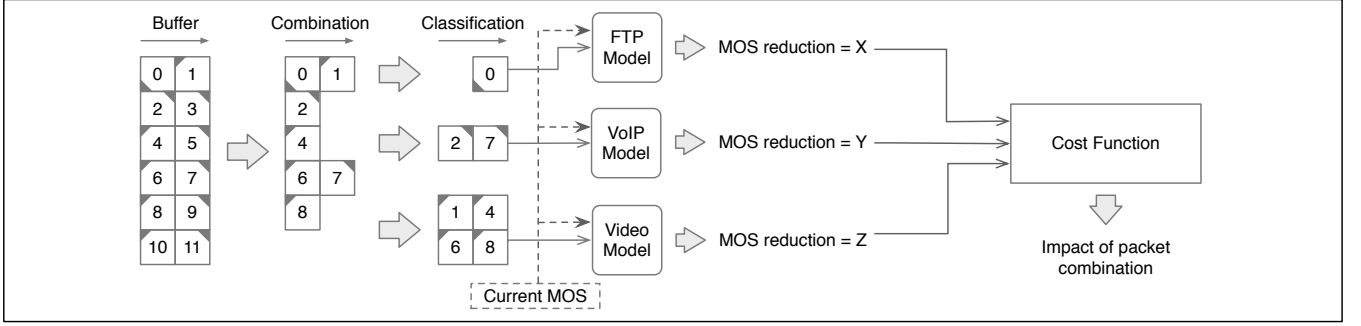 Buffer
Combination
Classification
0 1
2 3
4 5
6 7
8 9
10 11
0 1
2
4
6 7
8
0
2 7
1 4
6 8
FTP
Model
VoIP
Model
Video
Model
Current MOS
MOS reduction = X
MOS reduction = Y
MOS reduction = Z
Cost Function
Impact of packet
combination